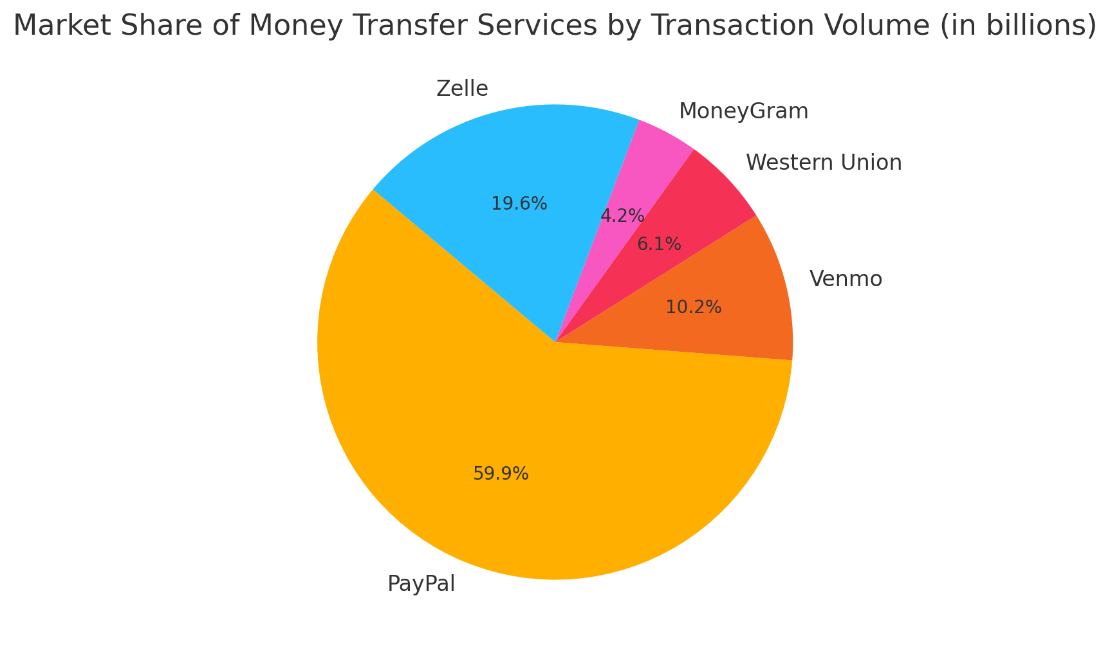 Market Share of Money Transfer Services by Transaction Volume (in billions)
Zelle
MoneyGram
Western Union
19.6%
4.2%
6.1%
Venmo
10.2%
59.9%
PayPal